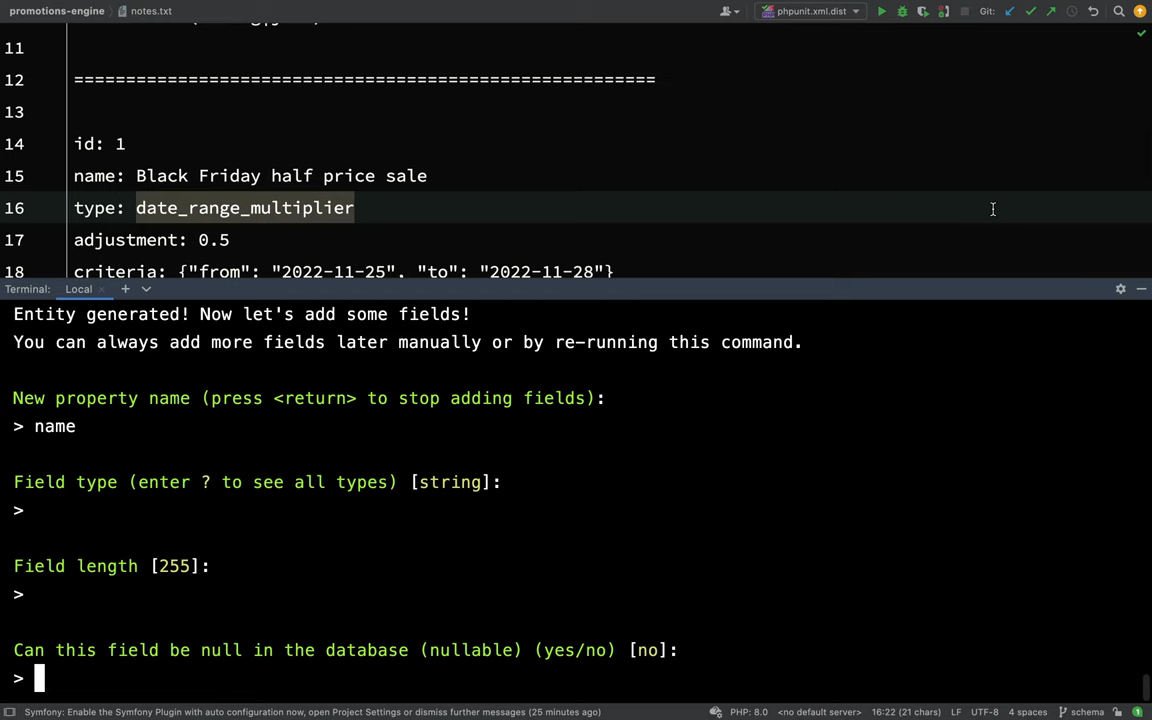 promotions-engine notes.txt phpunit.xml.dist Git:
11
12 ========================================================
13
14 id: 1
15 name: Black Friday half price sale
16 type: date_range_multiplier
17 adjustment: 0.5
18 criteria: {"from": "2022-11-25", "to": "2022-11-28"}
Terminal: Local × +
Entity generated! Now let's add some fields!
You can always add more fields later manually or by re-running this command.
New property name (press <return> to stop adding fields):
> name
Field type (enter ? to see all types) [string]:
>
Field length [255]:
>
Can this field be null in the database (nullable) (yes/no) [no]:
>
Symfony: Enable the Symfony Plugin with auto configuration now, open Project Settings or dismiss further messages (25 minutes ago) PHP: 8.0 <no default server> 16:22 (21 chars) LF UTF-8 4 spaces schema 1